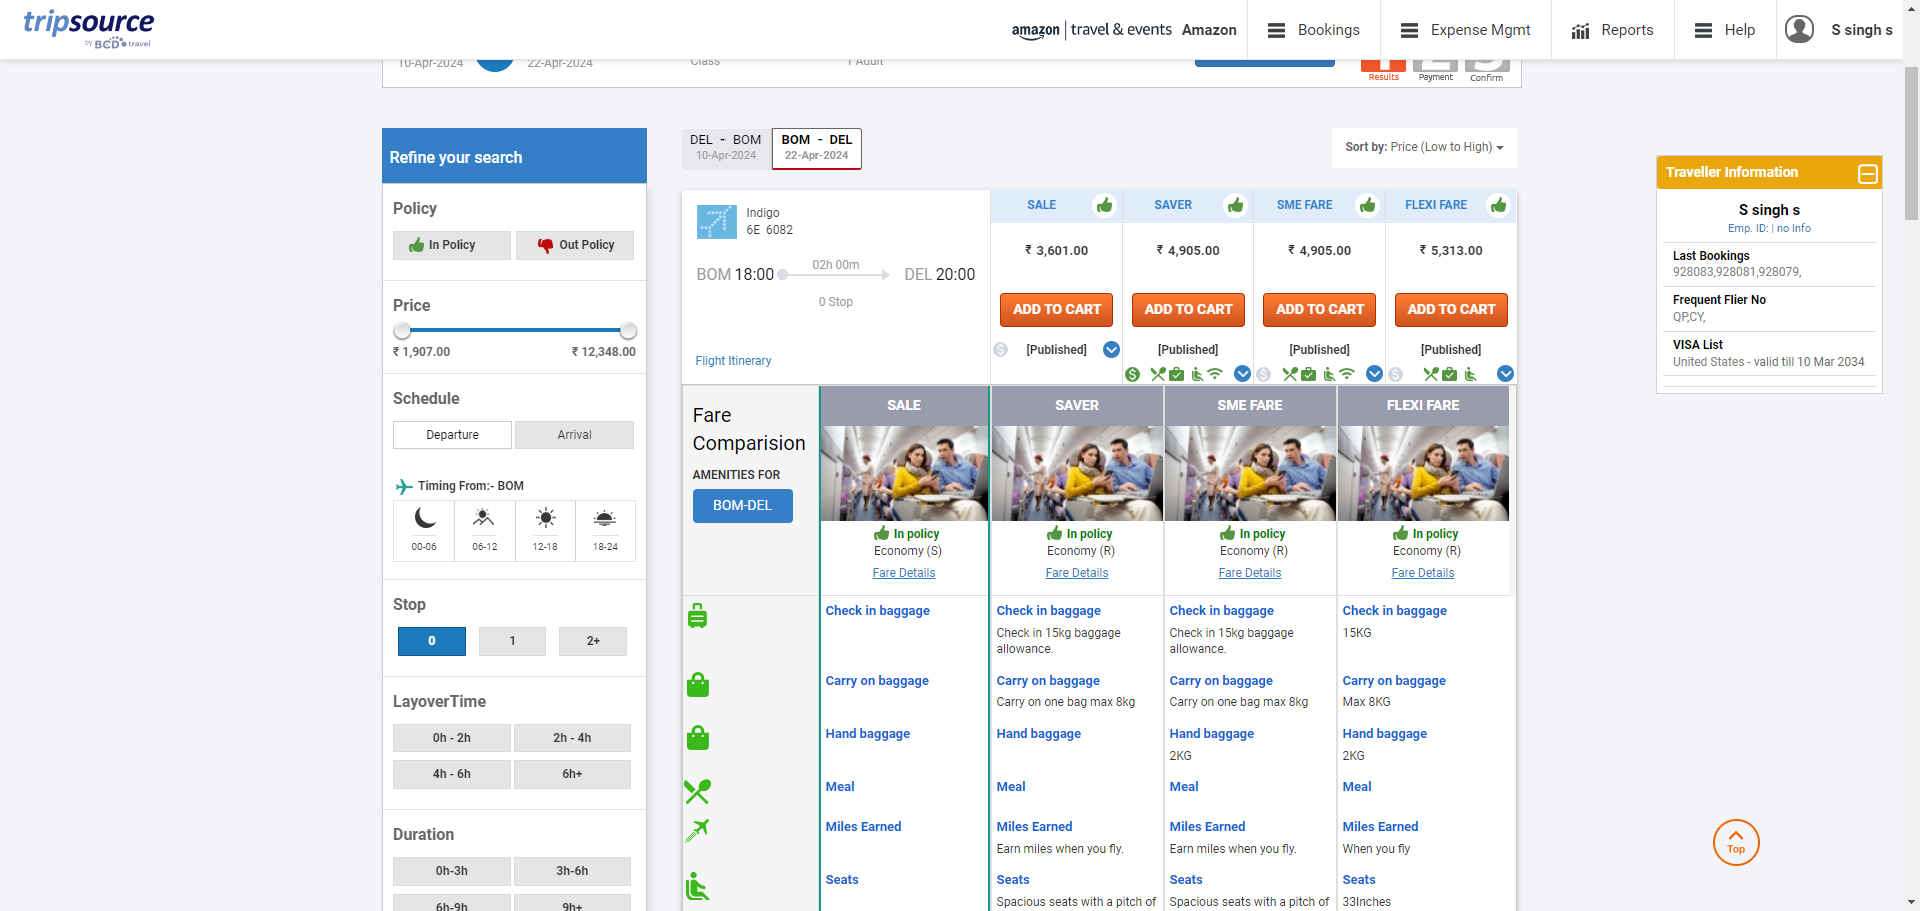 tripsource
by BCD travel
amazon | travel & events Amazon
Bookings
Expense Mgmt
Reports
Help
S singh s
10-Apr-2024
22-Apr-2024
Class
1 Adult
Results
Payment
Confirm
Refine your search
Policy
In Policy
Out Policy
Price
₹ 1,907.00
₹ 12,348.00
Schedule
Departure
Arrival
Timing From:- BOM
00-06
06-12
12-18
18-24
Stop
0
1
2+
LayoverTime
0h - 2h
2h - 4h
4h - 6h
6h+
Duration
0h-3h
3h-6h
6h-9h
9h+
DEL - BOM
10-Apr-2024
BOM - DEL
22-Apr-2024
Sort by: Price (Low to High)
Indigo
6E 6082
BOM 18:00
02h 00m
DEL 20:00
0 Stop
Flight Itinerary
SALE
₹ 3,601.00
ADD TO CART
[Published]
SAVER
₹ 4,905.00
ADD TO CART
[Published]
SME FARE
₹ 4,905.00
ADD TO CART
[Published]
FLEXI FARE
₹ 5,313.00
ADD TO CART
[Published]
Fare
Comparision
AMENITIES FOR
BOM-DEL
SALE
In policy
Economy (S)
Fare Details
Check in baggage
Carry on baggage
Hand baggage
Meal
Miles Earned
Seats
SAVER
In policy
Economy (R)
Fare Details
Check in baggage
Check in 15kg baggage
allowance.
Carry on baggage
Carry on one bag max 8kg
Hand baggage
Meal
Miles Earned
Earn miles when you fly.
Seats
Spacious seats with a pitch of
SME FARE
In policy
Economy (R)
Fare Details
Check in baggage
Check in 15kg baggage
allowance.
Carry on baggage
Carry on one bag max 8kg
Hand baggage
2KG
Meal
Miles Earned
Earn miles when you fly.
Seats
Spacious seats with a pitch of
FLEXI FARE
In policy
Economy (R)
Fare Details
Check in baggage
15KG
Carry on baggage
Max 8KG
Hand baggage
2KG
Meal
Miles Earned
When you fly
Seats
33Inches
Traveller Information
S singh s
Emp. ID: | no Info
Last Bookings
928083,928081,928079,
Frequent Flier No
QP,CY,
VISA List
United States - valid till 10 Mar 2034
Top